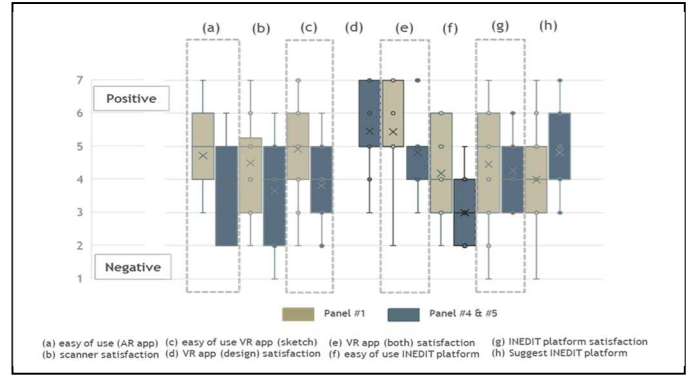 (a) (b) (c) (d) (e) (f) (g) (h)
7
Positive
6
5
4
3
2
Negative
1
Panel #1 Panel #4 & #5
(a) easy of use (AR app) (c) easy of use VR app (sketch) (e) VR app (both) satisfaction (g) INEDIT platform satisfaction
(b) scanner satisfaction (d) VR app (design) satisfaction (f) easy of use INEDIT platform (h) Suggest INEDIT platform